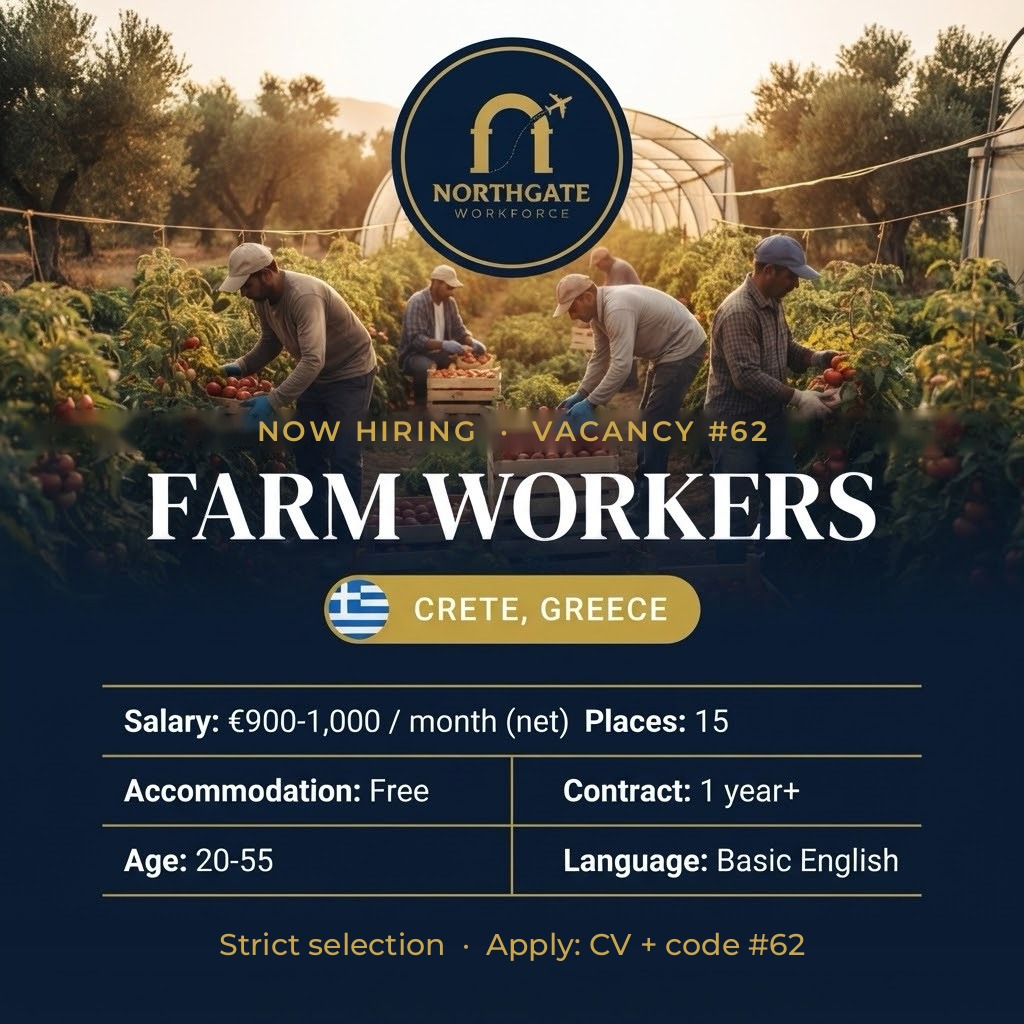 NORTHGATE
WORKFORCE
NOW HIRING · VACANCY #62
FARM WORKERS
CRETE, GREECE
Salary: €900-1,000 / month (net) Places: 15
Accommodation: Free
Contract: 1 year+
Age: 20-55
Language: Basic English
Strict selection · Apply: CV + code #62